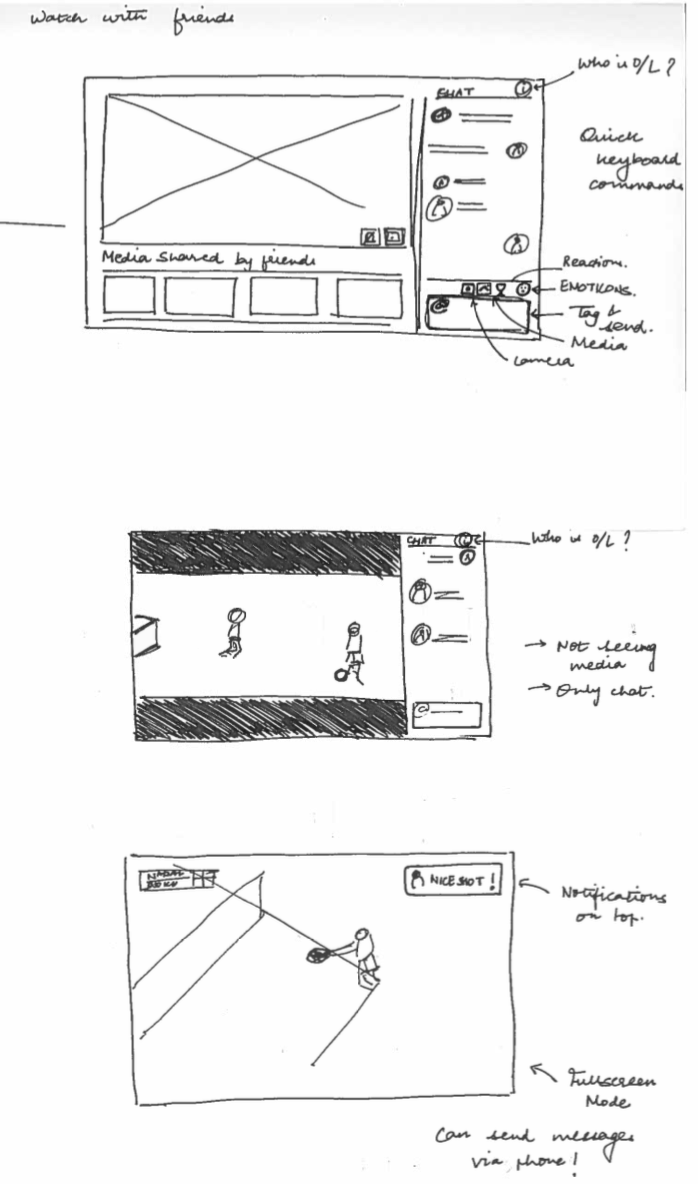 Watch with friends
Who is O/L?
CHAT
Quick
keyboard
commands
Media shared by friends
Reactions.
EMOTICONS.
Tag &
send.
Media
Camera
CHAT
Who is O/L?
→ Not seeing
media
→ Only chat.
NADAL
NICE SHOT!
Notifications
on top.
Fullscreen
Mode
Can send messages
via phone!